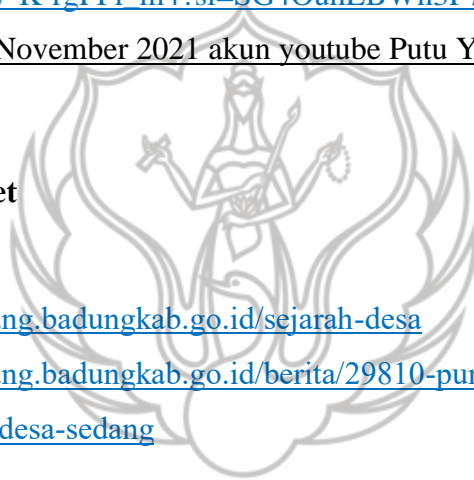 November 2021 akun youtube Putu Y
et
ng.badungkab.go.id/sejarah-desa
ng.badungkab.go.id/berita/29810-pu
desa-sedang